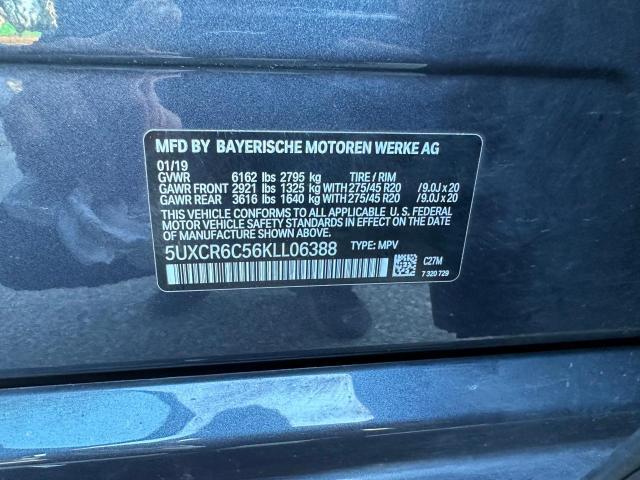 MFD BY BAYERISCHE MOTOREN WERKE AG
01/19
GVWR 6162 lbs 2795 kg TIRE / RIM
GAWR FRONT 2921 lbs 1325 kg WITH 275/45 R20 / 9.0J x 20
GAWR REAR 3616 lbs 1640 kg WITH 275/45 R20 / 9.0J x 20
THIS VEHICLE CONFORMS TO ALL APPLICABLE U. S. FEDERAL
MOTOR VEHICLE SAFETY STANDARDS IN EFFECT ON THE
DATE OF MANUFACTURE SHOWN ABOVE.
5UXCR6C56KLL06388 TYPE: MPV
C27M
7 320 729